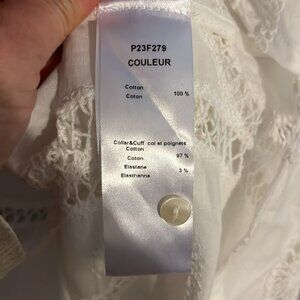 P23F279
COULEUR
Cotton
Coton 100 %
Collar&Cuff col et poignets
Cotton
Coton 97 %
Elastane
Elasthanne 3 %